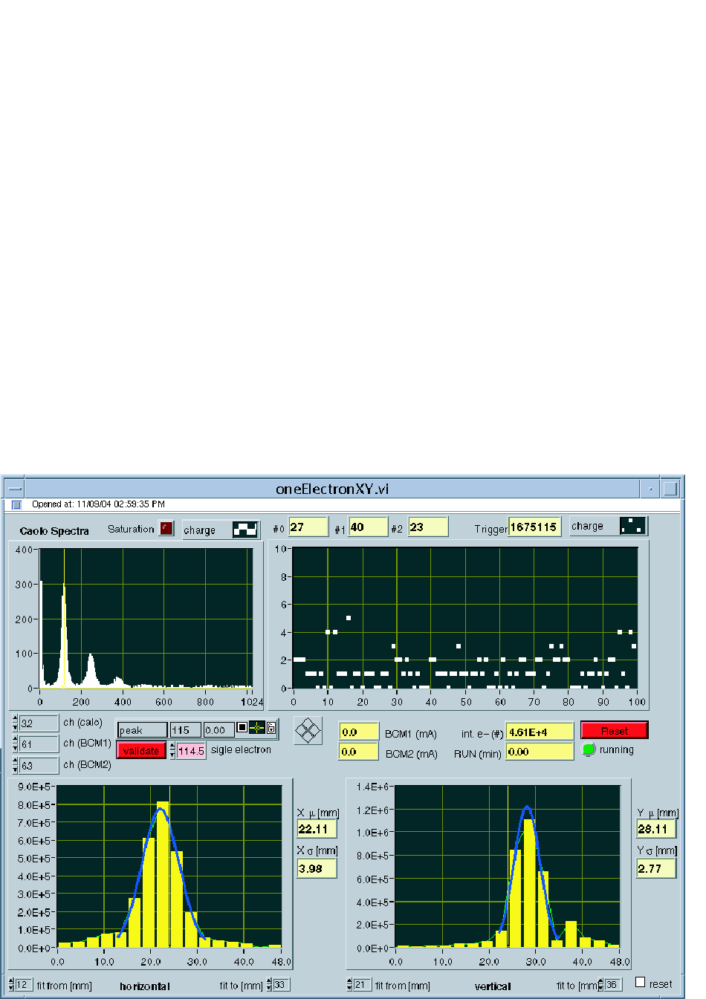 oneElectronXY.vi
Opened at: 11/09/04 02:59:35 PM
Caolo Spectra Saturation charge #0 27 #1 40 #2 23 Trigger 1675115 charge
400
300
200
100
0
0 200 400 600 800 1024
10
8
6
4
2
0
0 10 20 30 40 50 60 70 80 90 100
32 ch (calo)
61 ch (BCM1)
63 ch (BCM2)
peak 115 0.00
validate 114.5 sigle electron
0.0 BCM1 (mA) int. e-(#) 4.61E+4 Reset
0.0 BCM2 (mA) RUN (min) 0.00 running
9.0E+5
8.0E+5
7.0E+5
6.0E+5
5.0E+5
4.0E+5
3.0E+5
2.0E+5
1.0E+5
0.0E+0
0.0 10.0 20.0 30.0 40.0 48.0
X μ [mm]
22.11
X σ [mm]
3.98
1.4E+6
1.2E+6
1.0E+6
8.0E+5
6.0E+5
4.0E+5
2.0E+5
0.0E+0
0.0 10.0 20.0 30.0 40.0 48.0
Y μ [mm]
28.11
Y σ [mm]
2.77
12 fit from [mm] horizontal fit to [mm] 33
21 fit from [mm] vertical fit to [mm] 36 reset